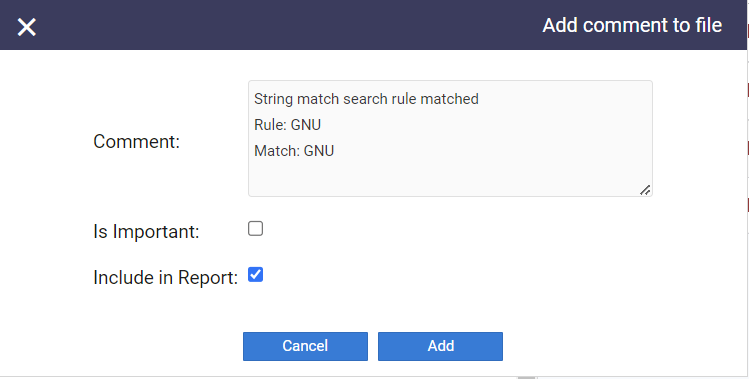 Add comment to file
Comment:
String match search rule matched
Rule: GNU
Match: GNU
Is Important:
Include in Report:
Cancel
Add